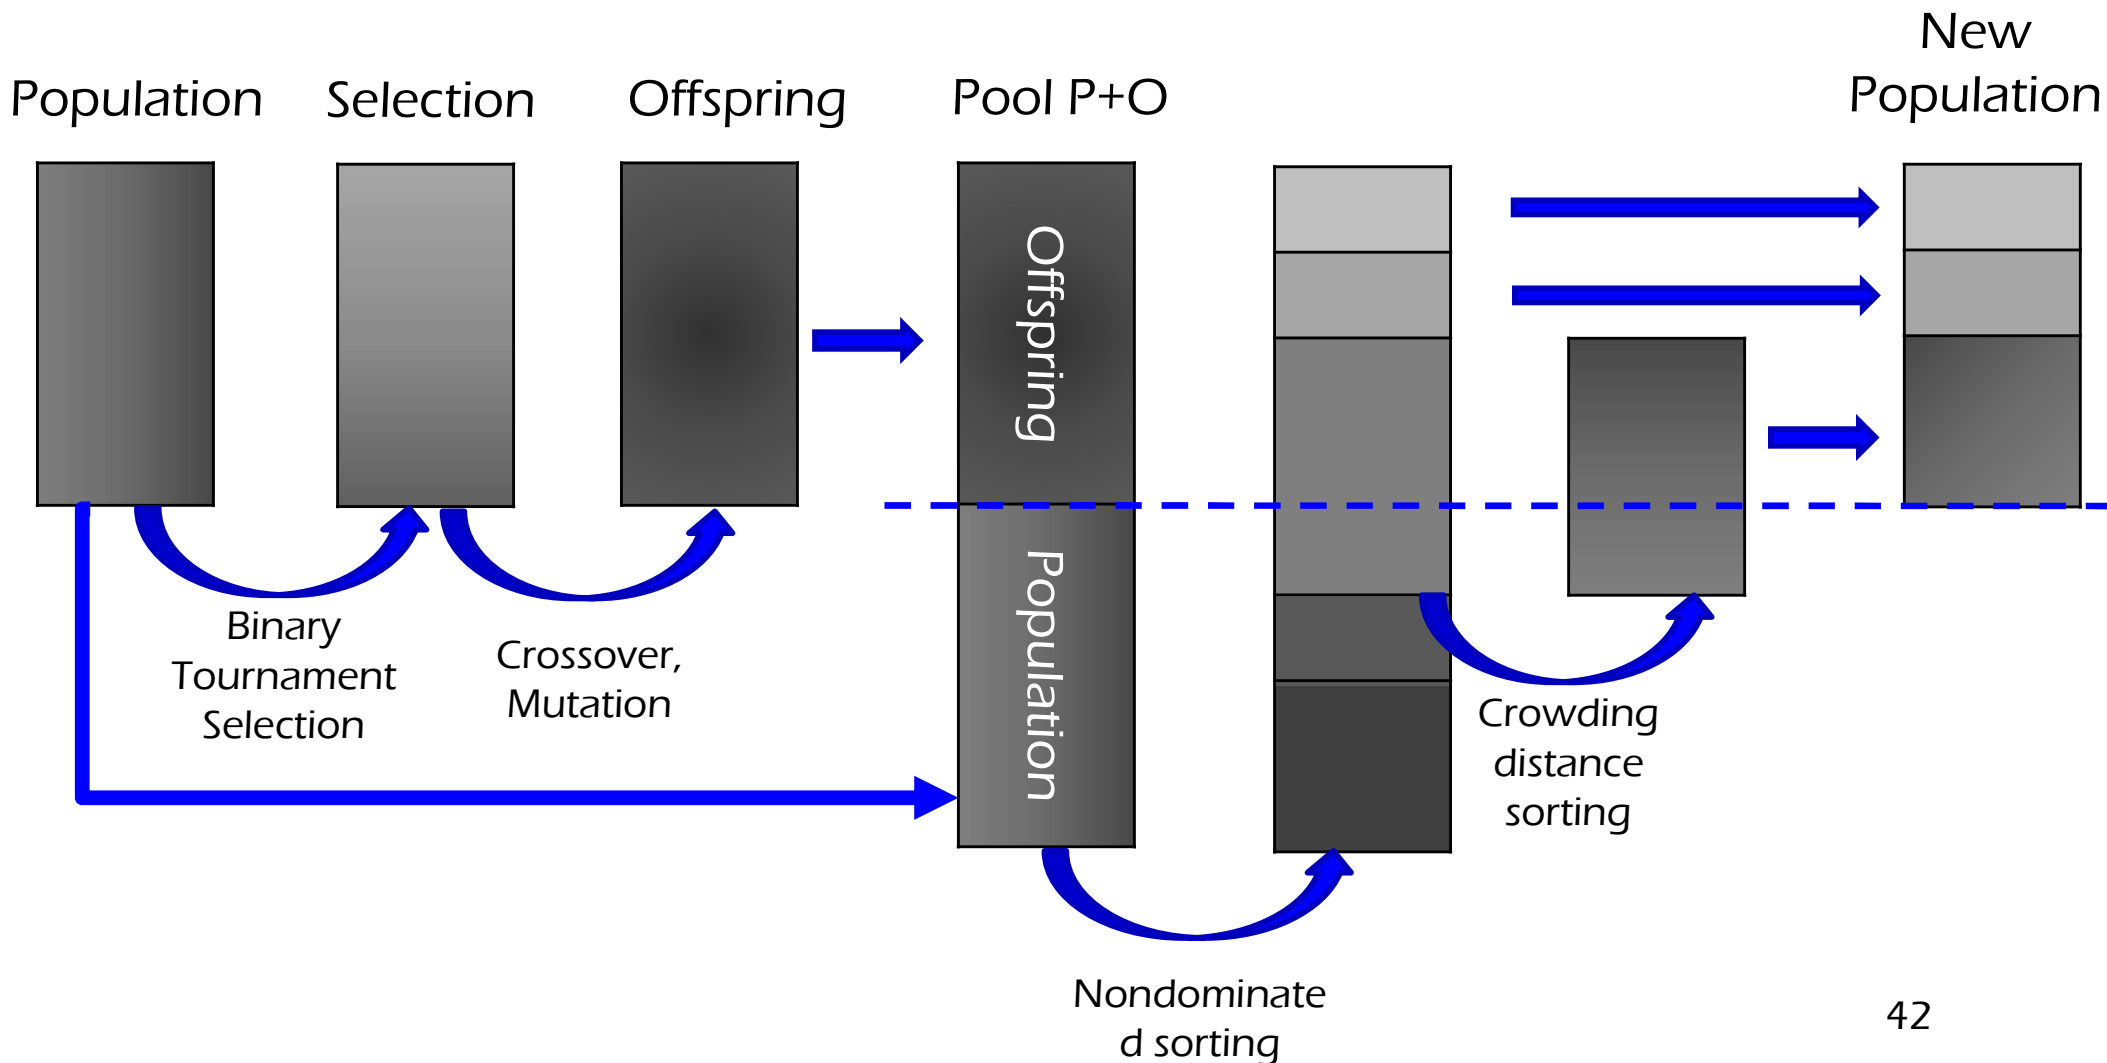 Population
Selection
Offspring
Pool P+O
New
Population
Offspring
Population
Binary
Tournament
Selection
Crossover,
Mutation
Crowding
distance
sorting
Nondominate
d sorting
42